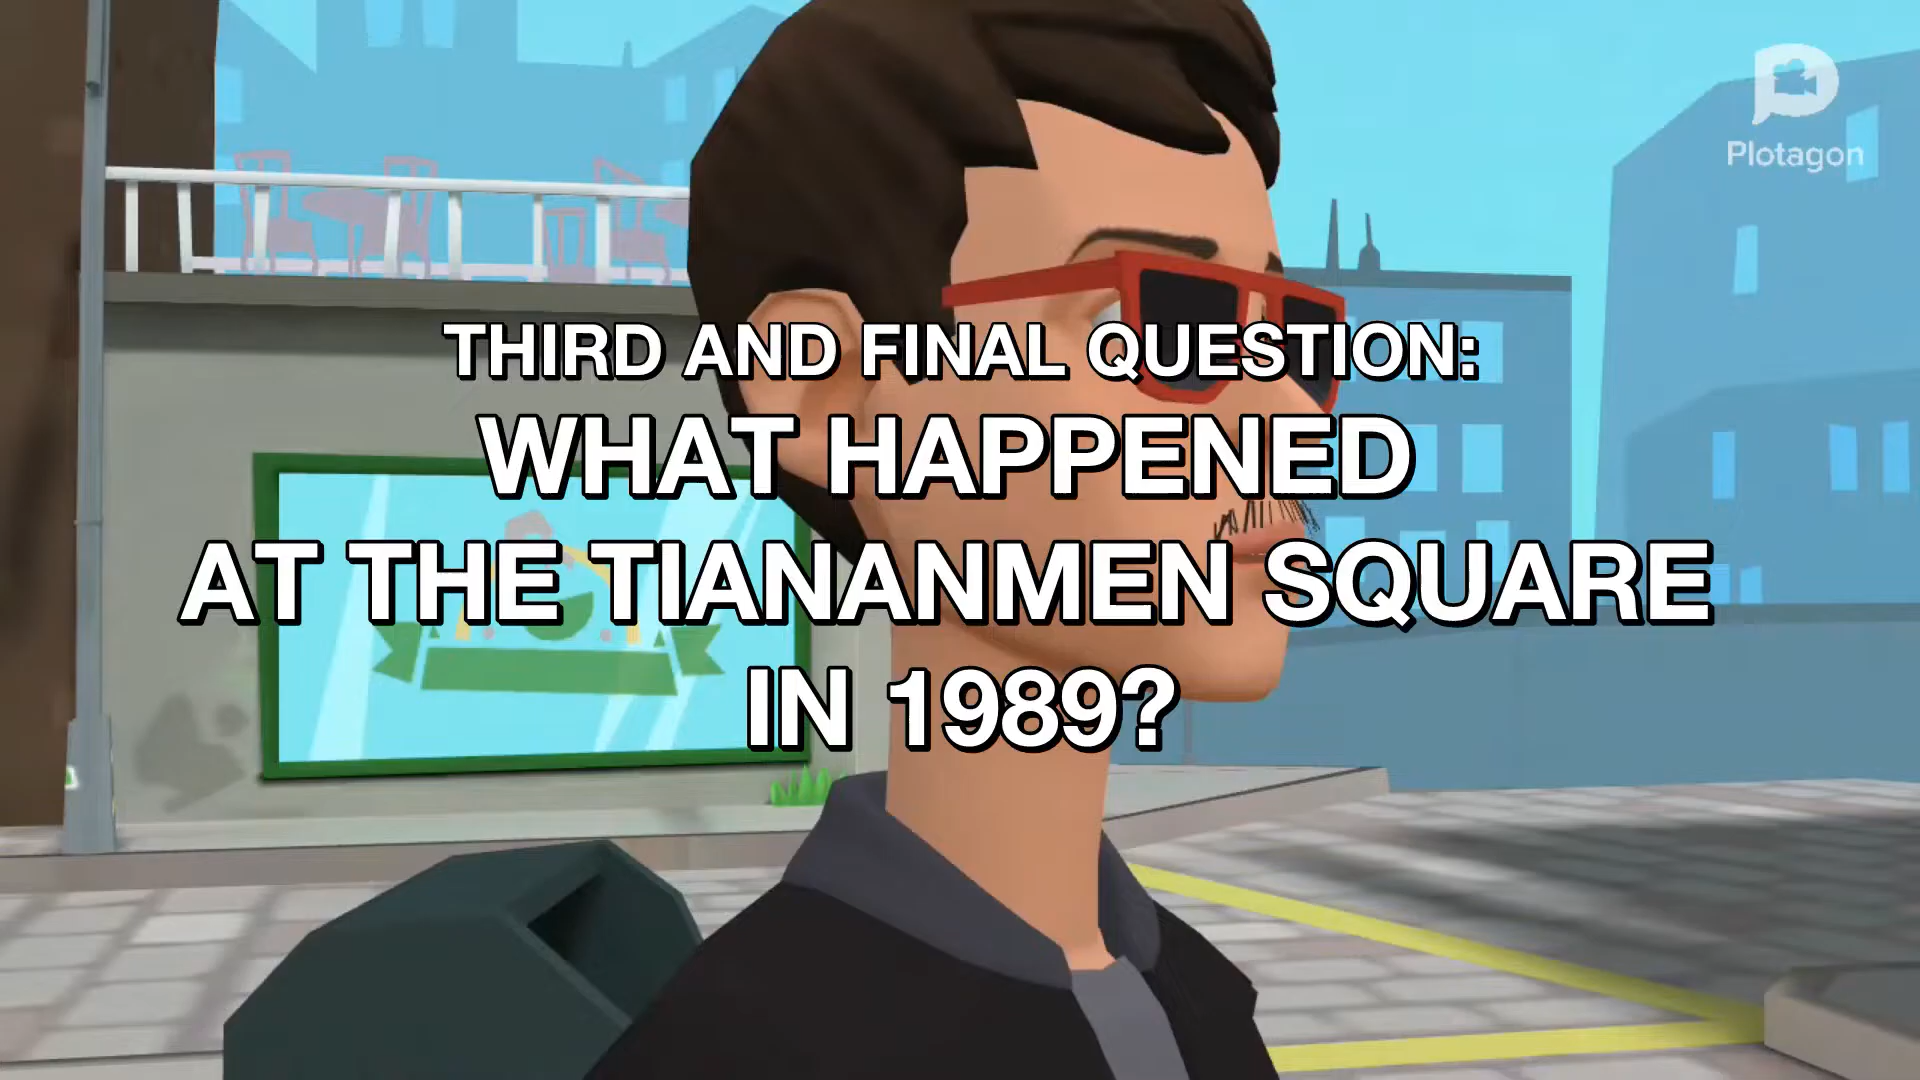 Plotagon
THIRD AND FINAL QUESTION:
WHAT HAPPENED
AT THE TIANANMEN SQUARE
IN 1989?